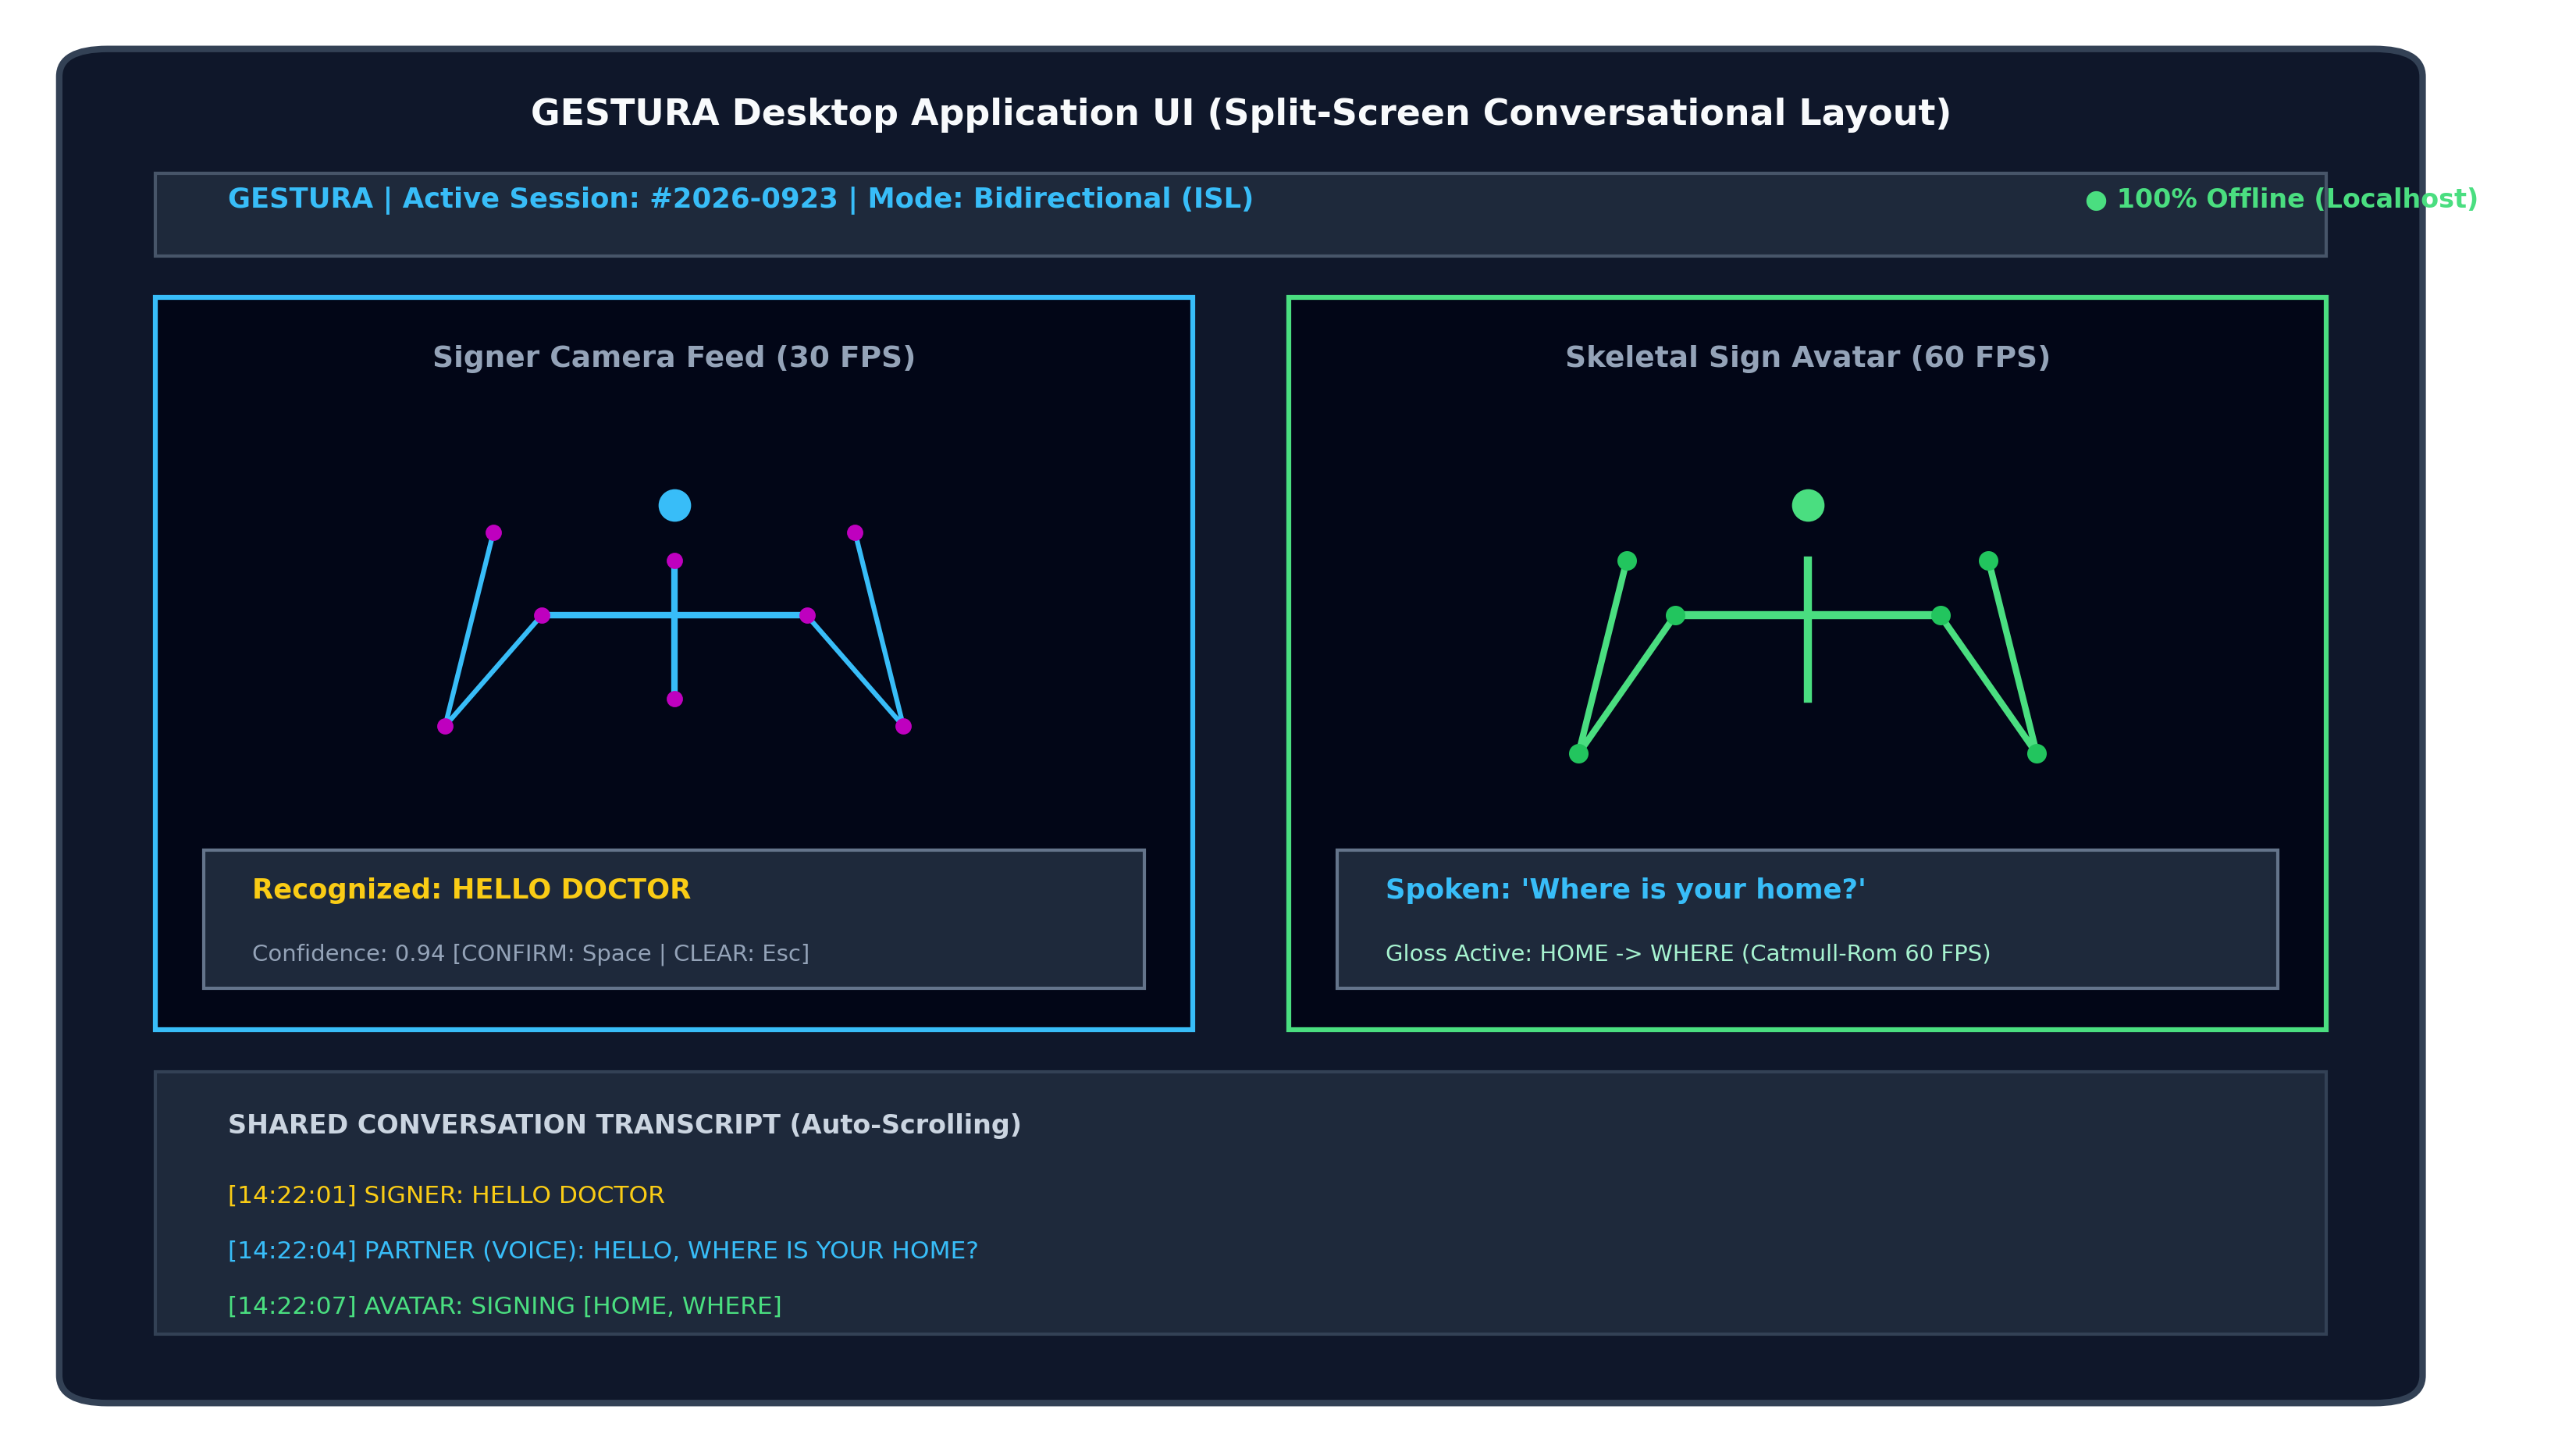 GESTURA Desktop Application UI (Split-Screen Conversational Layout)
GESTURA | Active Session: #2026-0923 | Mode: Bidirectional (ISL)
● 100% Offline (Localhost)
Signer Camera Feed (30 FPS)
Recognized: HELLO DOCTOR
Confidence: 0.94 [CONFIRM: Space | CLEAR: Esc]
Skeletal Sign Avatar (60 FPS)
Spoken: 'Where is your home?'
Gloss Active: HOME -> WHERE (Catmull-Rom 60 FPS)
SHARED CONVERSATION TRANSCRIPT (Auto-Scrolling)
[14:22:01] SIGNER: HELLO DOCTOR
[14:22:04] PARTNER (VOICE): HELLO, WHERE IS YOUR HOME?
[14:22:07] AVATAR: SIGNING [HOME, WHERE]